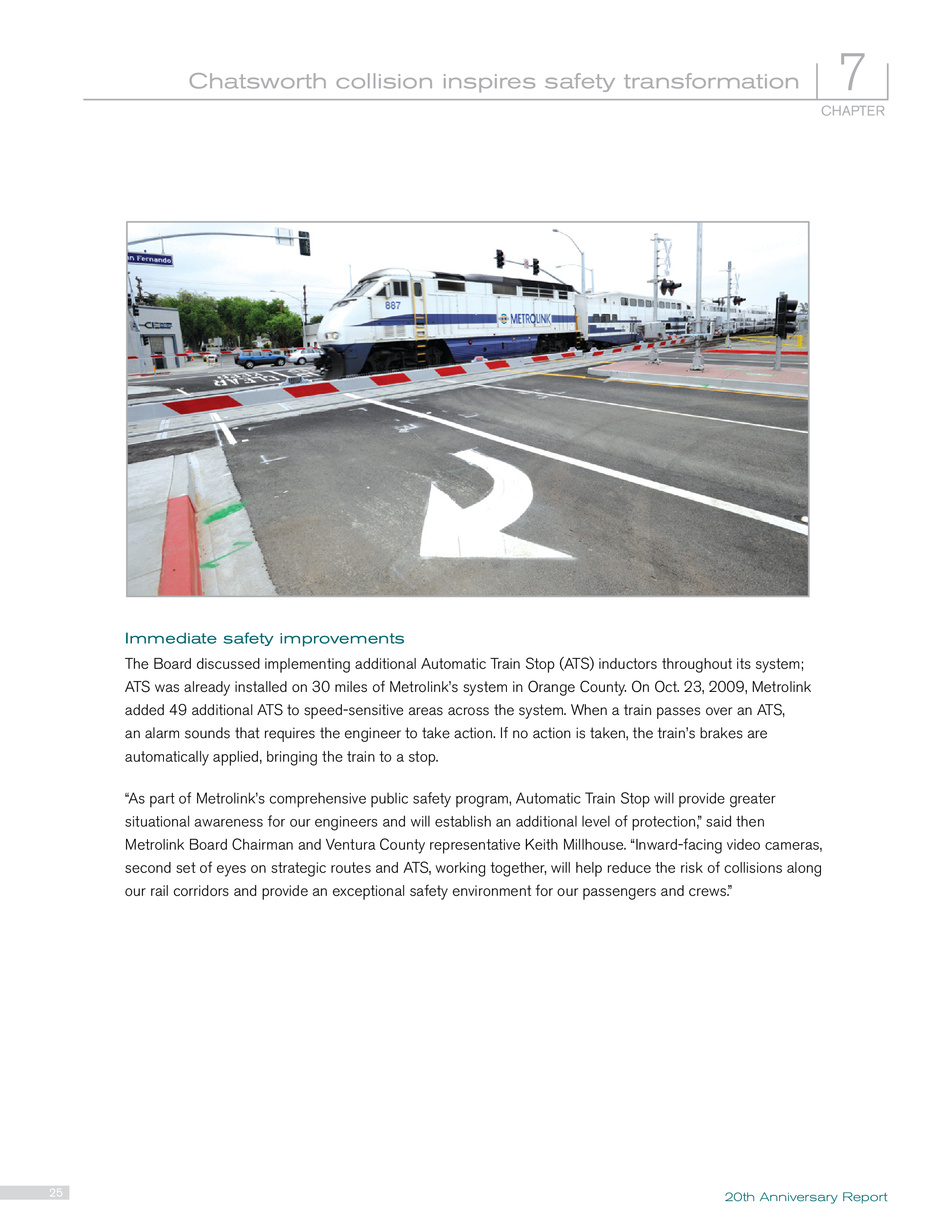 Chatsworth collision inspires safety transformation
7
CHAPTER
an Fernando
887
METROLINK
CLEAR
Immediate safety improvements
The Board discussed implementing additional Automatic Train Stop (ATS) inductors throughout its system;
ATS was already installed on 30 miles of Metrolink’s system in Orange County. On Oct. 23, 2009, Metrolink
added 49 additional ATS to speed-sensitive areas across the system. When a train passes over an ATS,
an alarm sounds that requires the engineer to take action. If no action is taken, the train’s brakes are
automatically applied, bringing the train to a stop.
“As part of Metrolink’s comprehensive public safety program, Automatic Train Stop will provide greater
situational awareness for our engineers and will establish an additional level of protection,” said then
Metrolink Board Chairman and Ventura County representative Keith Millhouse. “Inward-facing video cameras,
second set of eyes on strategic routes and ATS, working together, will help reduce the risk of collisions along
our rail corridors and provide an exceptional safety environment for our passengers and crews.”
25
20th Anniversary Report